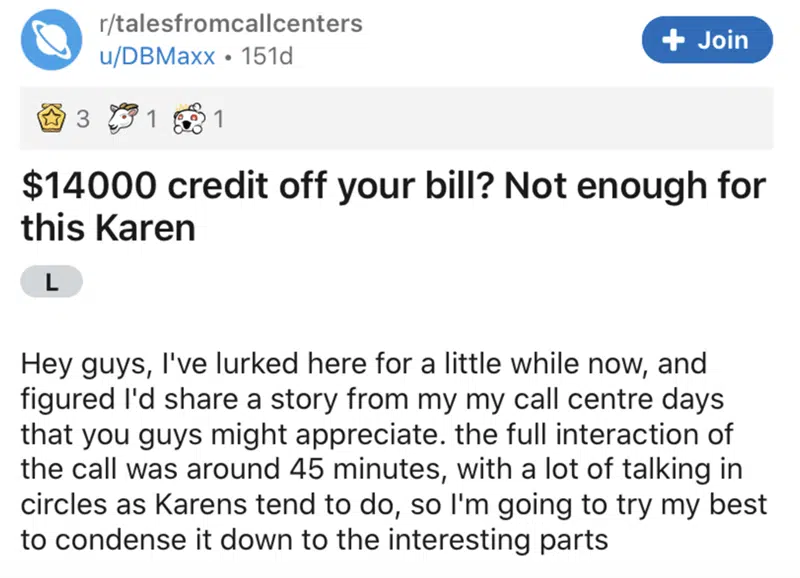 r/talesfromcallcenters
u/DBMaxx • 151d
+ Join
3 1 1
$14000 credit off your bill? Not enough for
this Karen
L
Hey guys, I've lurked here for a little while now, and
figured I'd share a story from my my call centre days
that you guys might appreciate. the full interaction of
the call was around 45 minutes, with a lot of talking in
circles as Karens tend to do, so I'm going to try my best
to condense it down to the interesting parts